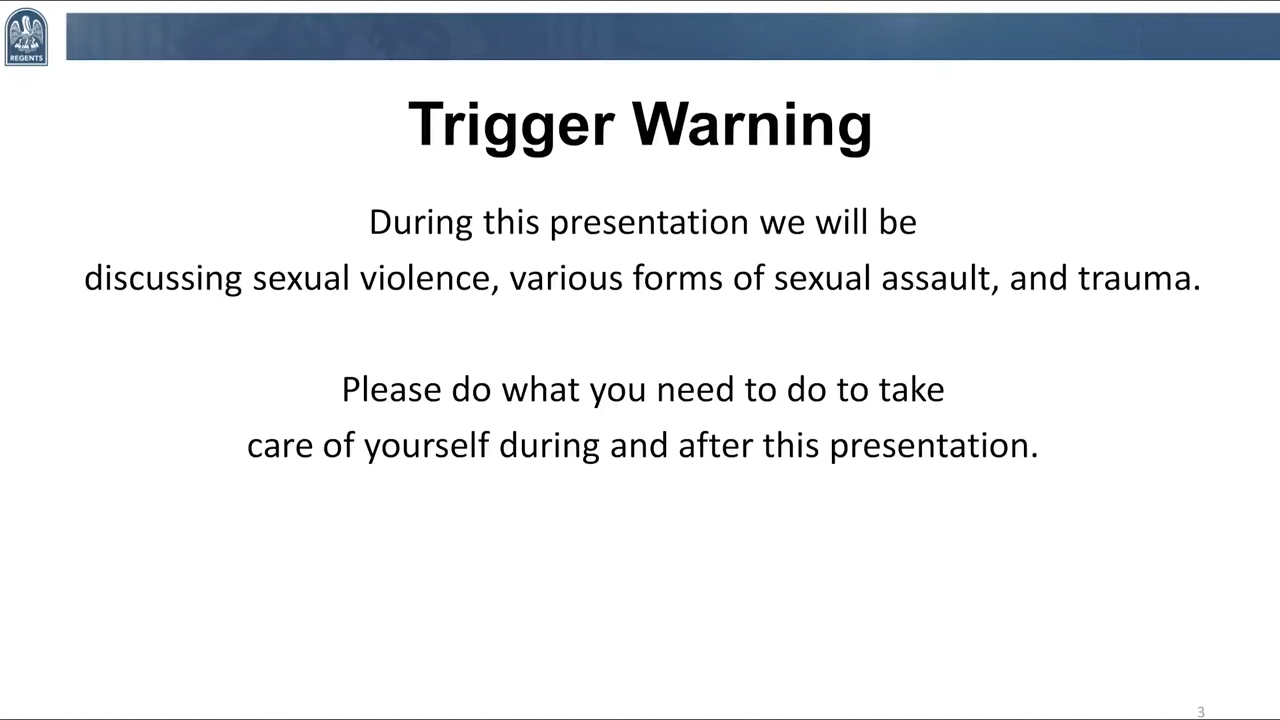 REGENTS
Trigger Warning
During this presentation we will be
discussing sexual violence, various forms of sexual assault, and trauma.
Please do what you need to do to take
care of yourself during and after this presentation.
3